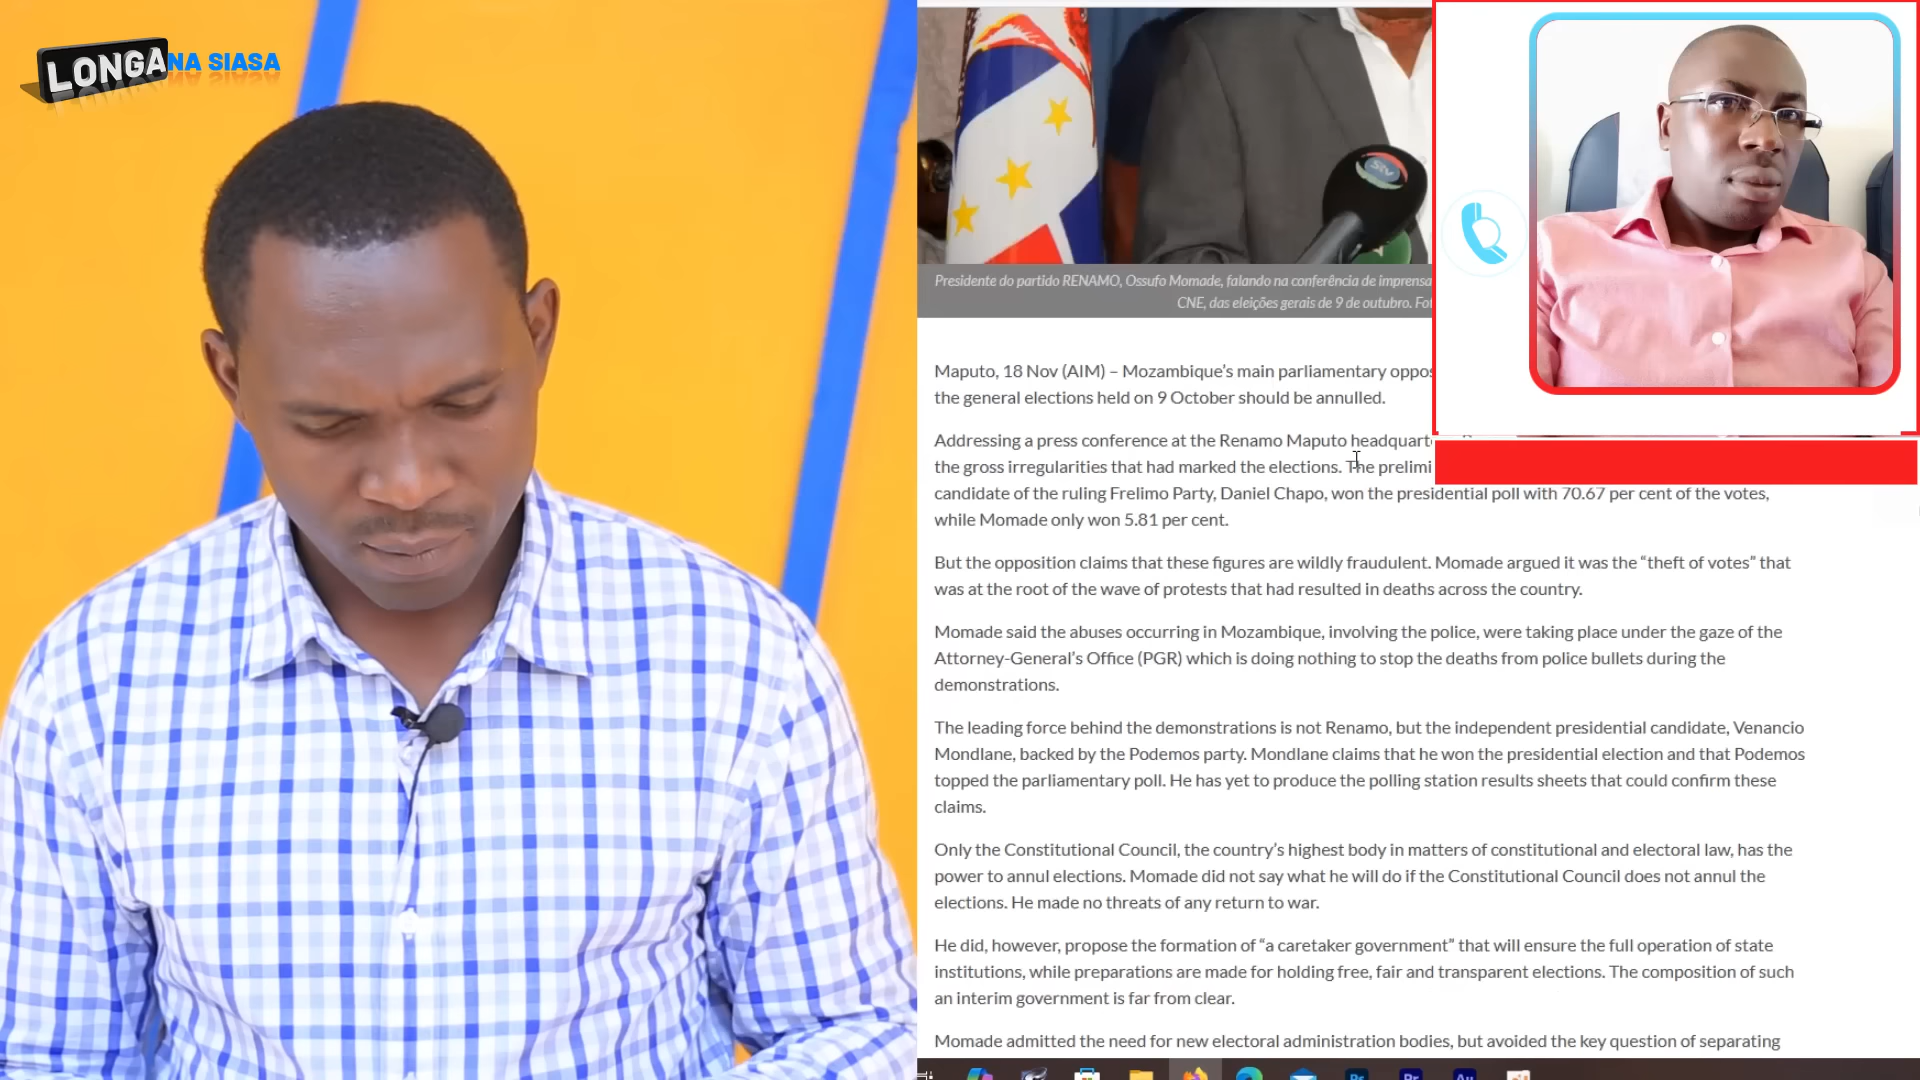 LONGA NA SIASA
stv
Presidente do partido RENAMO, Ossufo Momade, falando na conferência de imprensa
CNE, das eleições gerais de 9 de outubro.
Maputo, 18 Nov (AIM) – Mozambique’s main parliamentary
the general elections held on 9 October should be annulled.
Addressing a press conference at the Renamo Maputo
the gross irregularities that had marked the elections. The
candidate of the ruling Frelimo Party, Daniel Chapo, won the presidential poll with 70.67 per cent of the votes,
while Momade only won 5.81 per cent.
But the opposition claims that these figures are wildly fraudulent. Momade argued it was the “theft of votes” that
was at the root of the wave of protests that had resulted in deaths across the country.
Momade said the abuses occurring in Mozambique, involving the police, were taking place under the gaze of the
Attorney-General’s Office (PGR) which is doing nothing to stop the deaths from police bullets during the
demonstrations.
The leading force behind the demonstrations is not Renamo, but the independent presidential candidate, Venancio
Mondlane, backed by the Podemos party. Mondlane claims that he won the presidential election and that Podemos
topped the parliamentary poll. He has yet to produce the polling station results sheets that could confirm these
claims.
Only the Constitutional Council, the country’s highest body in matters of constitutional and electoral law, has the
power to annul elections. Momade did not say what he will do if the Constitutional Council does not annul the
elections. He made no threats of any return to war.
He did, however, propose the formation of “a caretaker government” that will ensure the full operation of state
institutions, while preparations are made for holding free, fair and transparent elections. The composition of such
an interim government is far from clear.
Momade admitted the need for new electoral administration bodies, but avoided the key question of separating